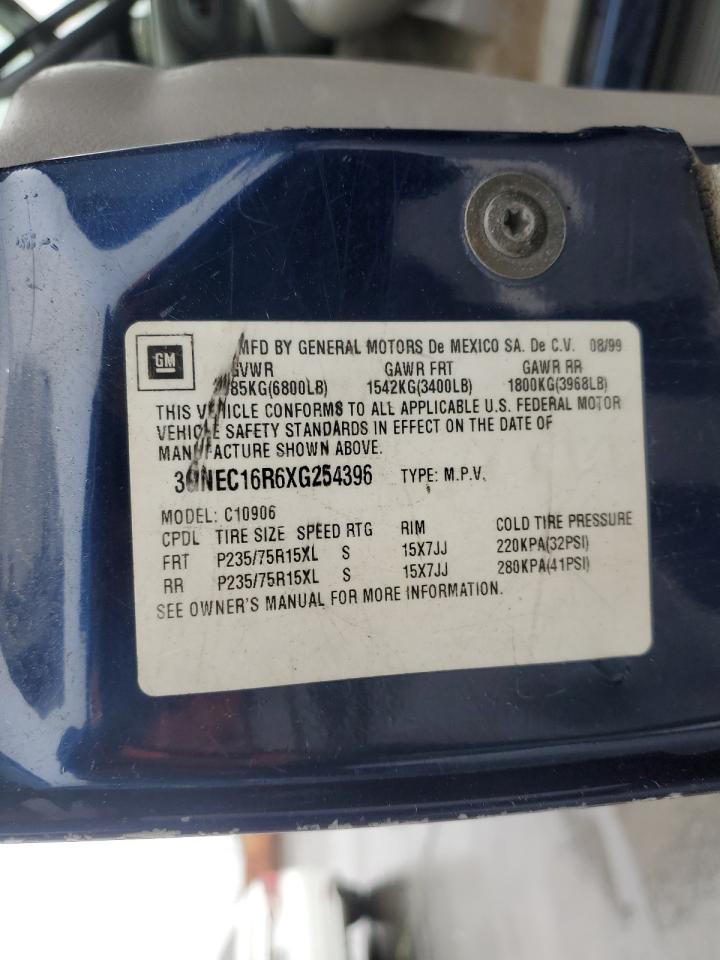 GM
MFD BY GENERAL MOTORS De MEXICO SA. De C.V. 08/99
GVWR GAWR FRT GAWR RR
(6800LB) 1542KG(3400LB) 1800KG(3968LB)
THIS VEHICLE CONFORMS TO ALL APPLICABLE U.S. FEDERAL MOTOR
VEHICLE SAFETY STANDARDS IN EFFECT ON THE DATE OF
MANUFACTURE SHOWN ABOVE.
3GNEC16R6XG254396 TYPE: M.P.V.
MODEL: C10906
CPDL TIRE SIZE SPEED RTG RIM COLD TIRE PRESSURE
FRT P235/75R15XL S 15X7JJ 220KPA(32PSI)
RR P235/75R15XL S 15X7JJ 280KPA(41PSI)
SEE OWNER'S MANUAL FOR MORE INFORMATION.